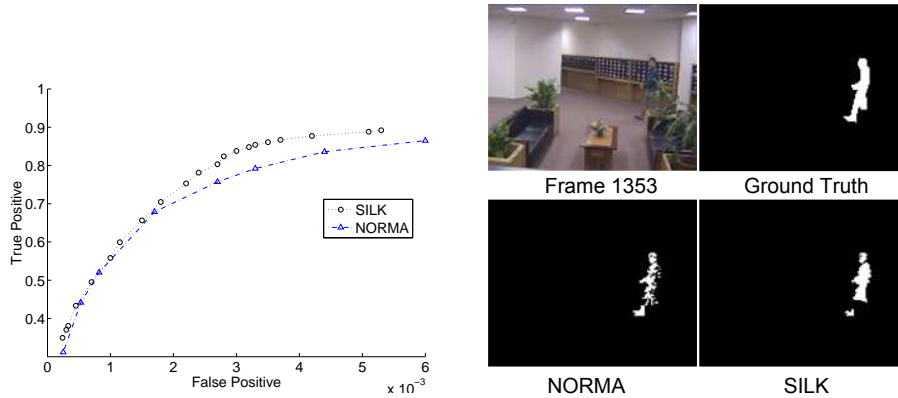 1
0.9
0.8
0.7
0.6
0.5
0.4
True Positive
0 1 2 3 4 5 6
False Positive
x 10⁻³
SILK
NORMA
Frame 1353
Ground Truth
NORMA
SILK